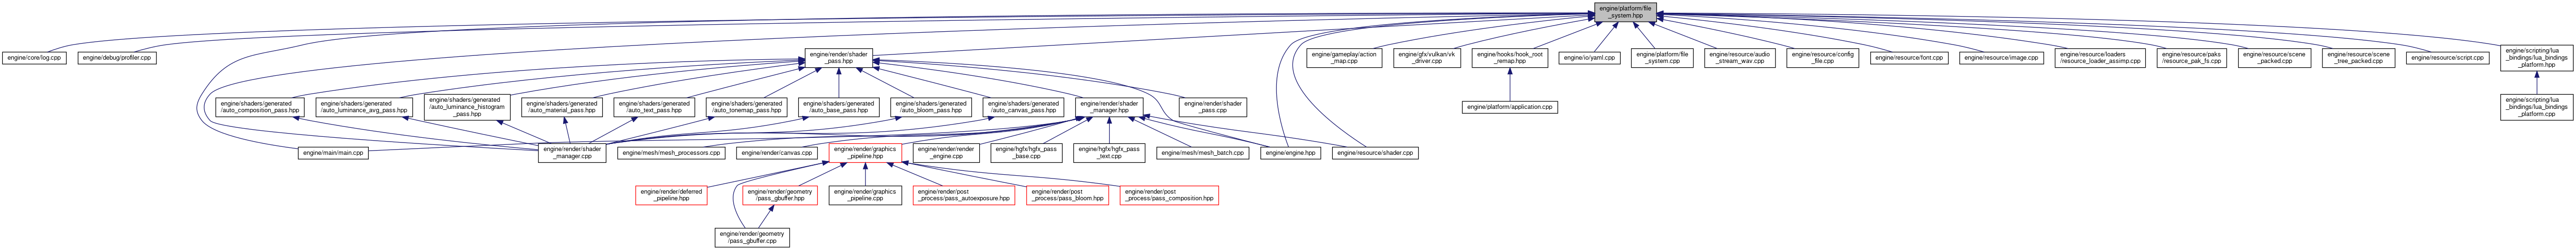 engine/platform/file
_system.hpp
engine/core/log.cpp
engine/debug/profiler.cpp
engine/render/shader
_pass.hpp
engine/gameplay/action
_map.cpp
engine/gfx/vulkan/vk
_driver.cpp
engine/hooks/hook_root
_remap.hpp
engine/io/yaml.cpp
engine/platform/file
_system.cpp
engine/resource/audio
_stream_wav.cpp
engine/resource/config
_file.cpp
engine/resource/font.cpp
engine/resource/image.cpp
engine/resource/loaders
/resource_loader_assimp.cpp
engine/resource/paks
/resource_pak_fs.cpp
engine/resource/scene
_packed.cpp
engine/resource/scene
_tree_packed.cpp
engine/resource/script.cpp
engine/scripting/lua
_bindings/lua_bindings
_platform.hpp
engine/shaders/generated
/auto_composition_pass.hpp
engine/shaders/generated
/auto_luminance_avg_pass.hpp
engine/shaders/generated
/auto_luminance_histogram
_pass.hpp
engine/shaders/generated
/auto_material_pass.hpp
engine/shaders/generated
/auto_text_pass.hpp
engine/shaders/generated
/auto_tonemap_pass.hpp
engine/shaders/generated
/auto_base_pass.hpp
engine/shaders/generated
/auto_bloom_pass.hpp
engine/shaders/generated
/auto_canvas_pass.hpp
engine/render/shader
_manager.hpp
engine/render/shader
_pass.cpp
engine/platform/application.cpp
engine/scripting/lua
_bindings/lua_bindings
_platform.cpp
engine/main/main.cpp
engine/render/shader
_manager.cpp
engine/mesh/mesh_processors.cpp
engine/render/canvas.cpp
engine/render/graphics
_pipeline.hpp
engine/render/render
_engine.cpp
engine/hgfx/hgfx_pass
_base.cpp
engine/hgfx/hgfx_pass
_text.cpp
engine/mesh/mesh_batch.cpp
engine/engine.hpp
engine/resource/shader.cpp
engine/render/deferred
_pipeline.hpp
engine/render/geometry
/pass_gbuffer.hpp
engine/render/graphics
_pipeline.cpp
engine/render/post
_process/pass_autoexposure.hpp
engine/render/post
_process/pass_bloom.hpp
engine/render/post
_process/pass_composition.hpp
engine/render/geometry
/pass_gbuffer.cpp